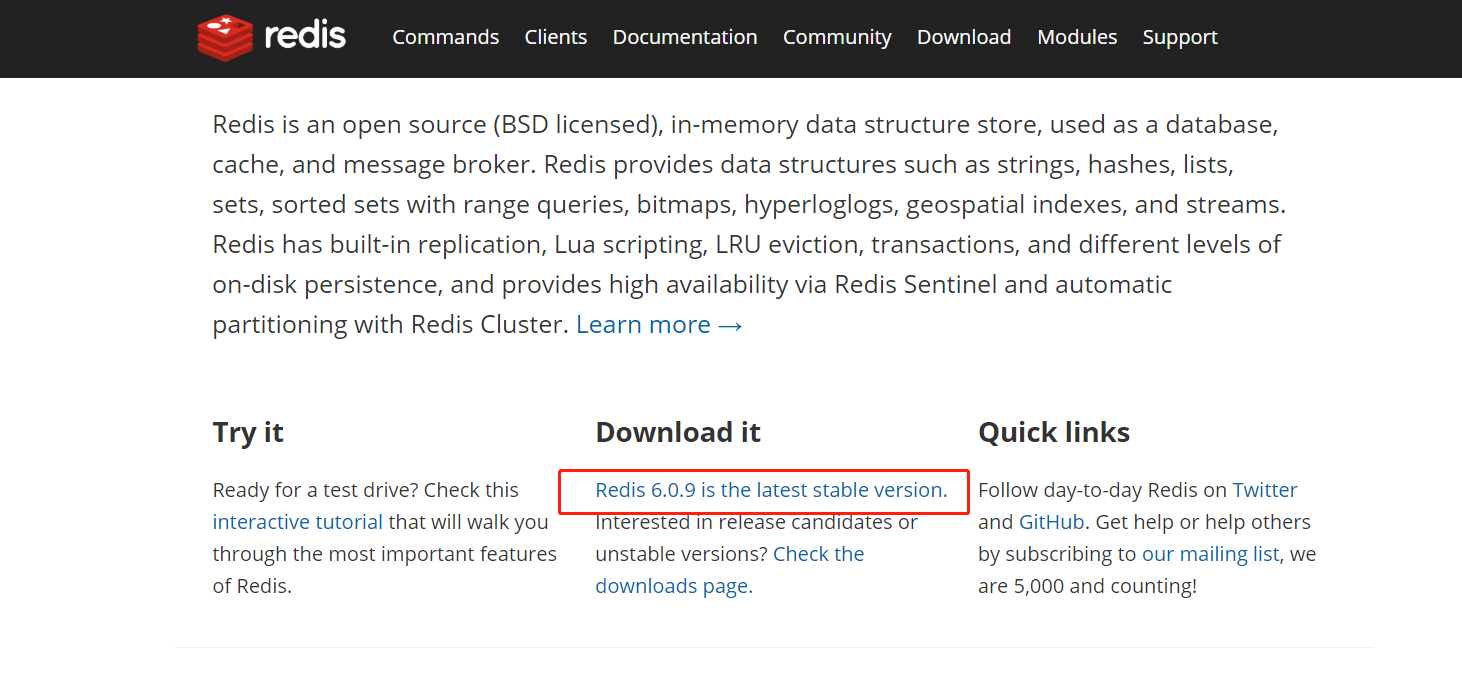 redis Commands Clients Documentation Community Download Modules Support
Redis is an open source (BSD licensed), in-memory data structure store, used as a database,
cache, and message broker. Redis provides data structures such as strings, hashes, lists,
sets, sorted sets with range queries, bitmaps, hyperloglogs, geospatial indexes, and streams.
Redis has built-in replication, Lua scripting, LRU eviction, transactions, and different levels of
on-disk persistence, and provides high availability via Redis Sentinel and automatic
partitioning with Redis Cluster. Learn more →
Try it
Ready for a test drive? Check this
interactive tutorial that will walk you
through the most important features
of Redis.
Download it
Redis 6.0.9 is the latest stable version.
Interested in release candidates or
unstable versions? Check the
downloads page.
Quick links
Follow day-to-day Redis on Twitter
and GitHub. Get help or help others
by subscribing to our mailing list, we
are 5,000 and counting!